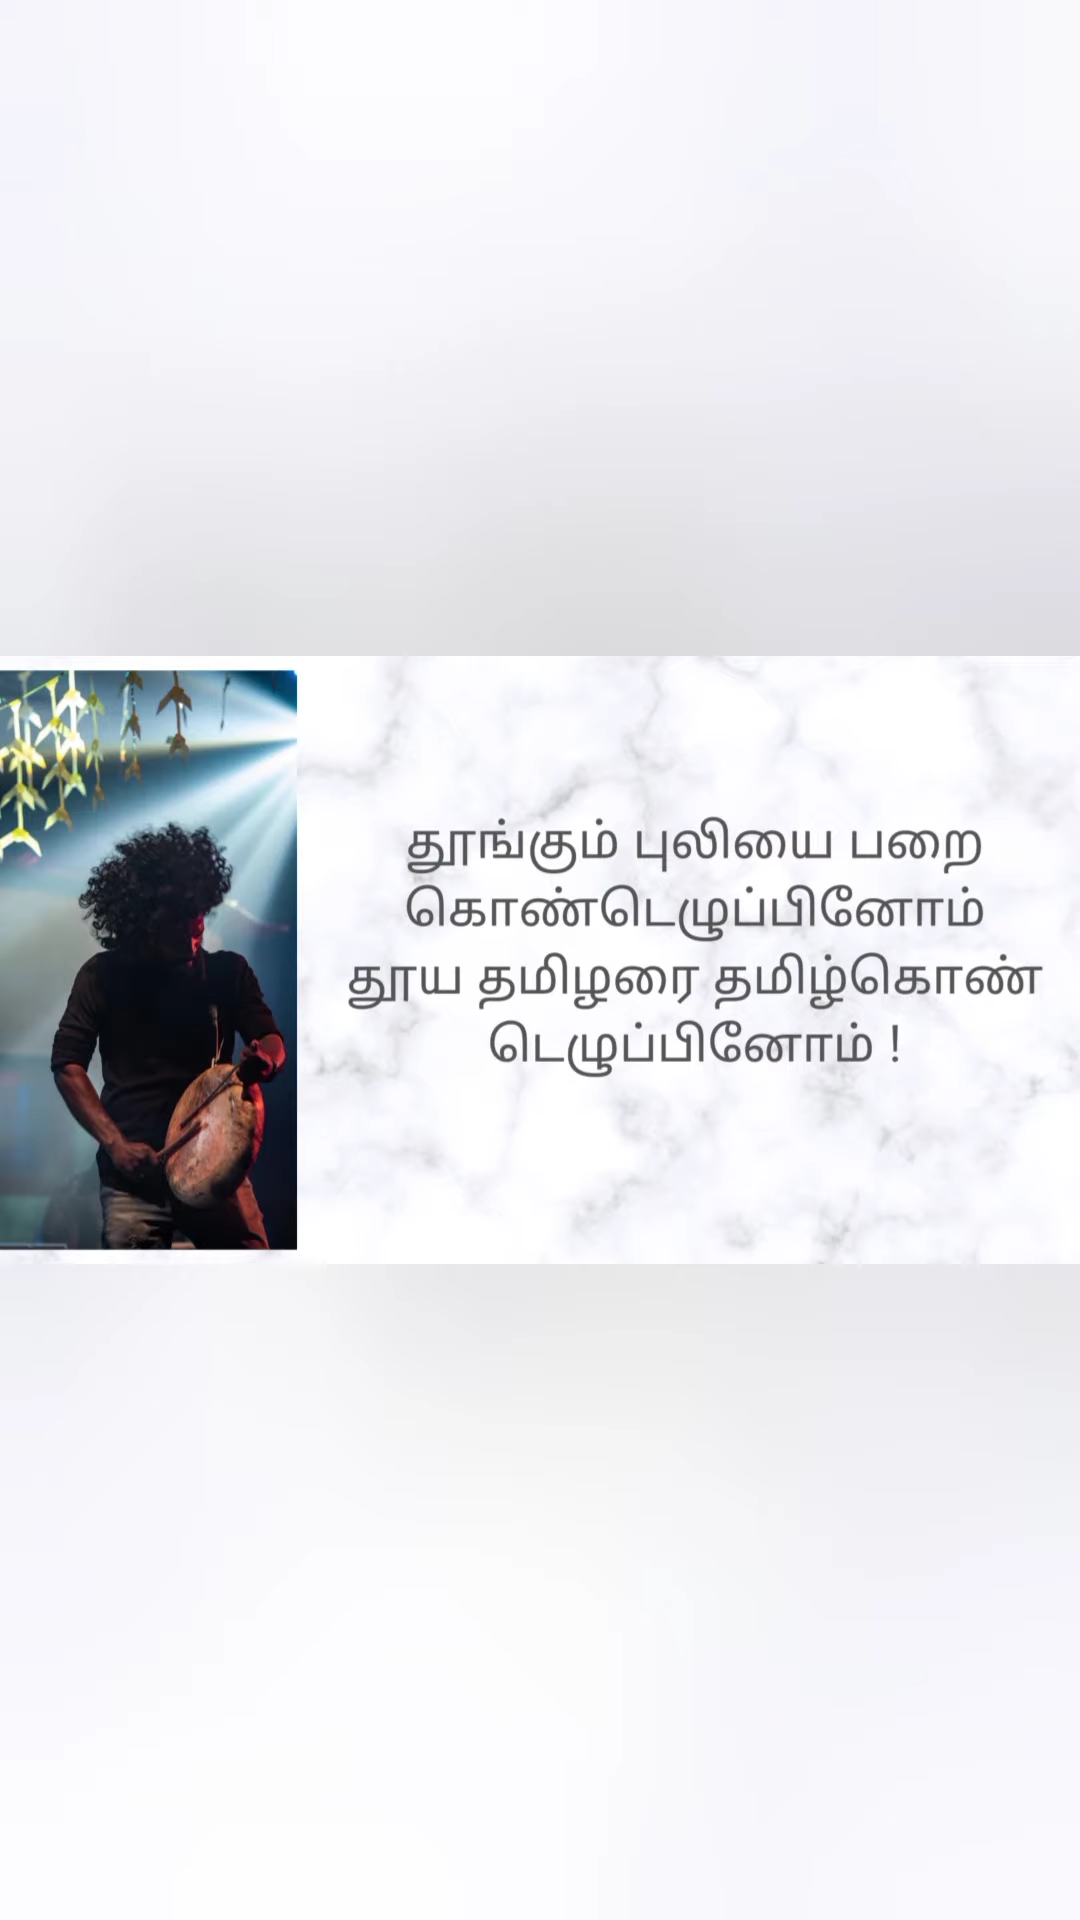 தூங்கும் புலியை பறை
கொண்டெழுப்பினோம்
தூய தமிழரை தமிழ்கொண்
டெழுப்பினோம் !